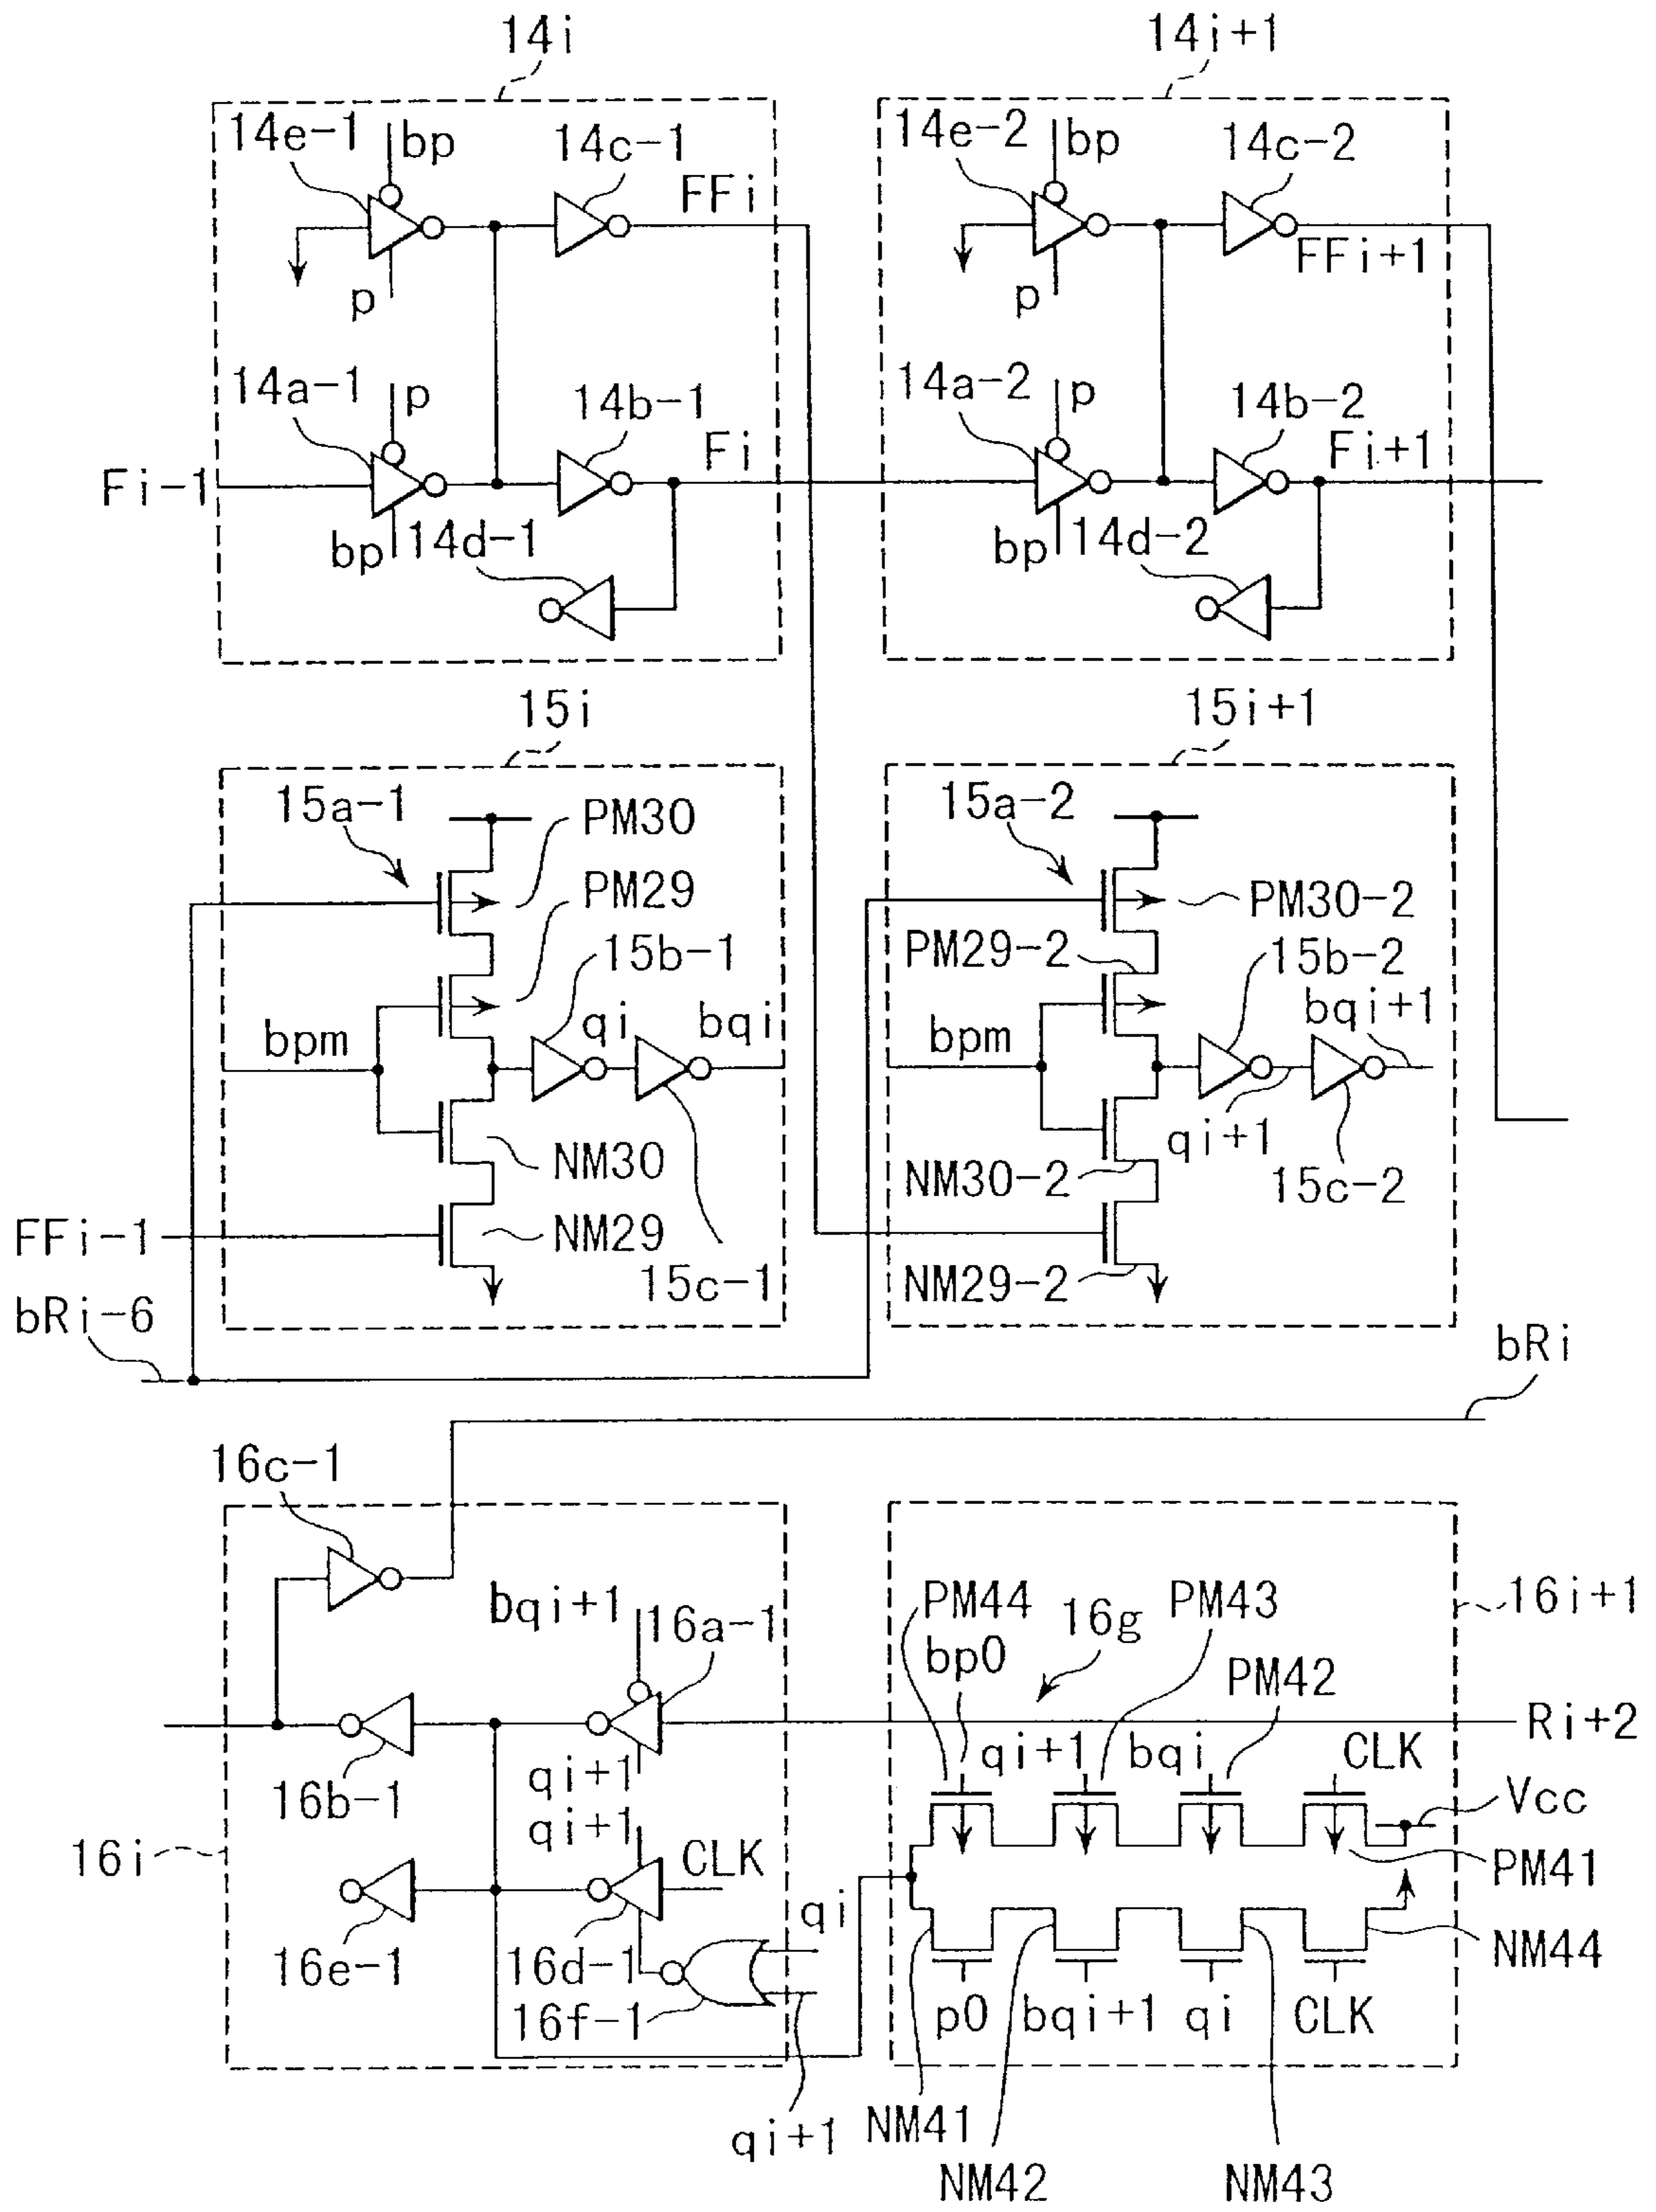 14i
14i+1
14e-1
bp
14c-1
FFi
p
14a-1
p
14b-1
Fi-1
Fi
bp
14d-1
14e-2
bp
14c-2
FFi+1
p
14a-2
p
14b-2
Fi+1
bp
14d-2
15i
15i+1
15a-1
PM30
PM29
15b-1
bpm
qi
bqi
NM30
FFi-1
NM29
15c-1
bRi-6
15a-2
PM30-2
PM29-2
15b-2
bpm
bqi+1
qi+1
NM30-2
15c-2
NM29-2
bRi
16c-1
bqi+1
16a-1
16b-1
qi+1
qi+1
16i
CLK
16e-1
16d-1
qi
16f-1
qi+1
PM44
16g
PM43
16i+1
bp0
PM42
Ri+2
qi+1
bqi
CLK
Vcc
PM41
NM44
p0
bqi+1
qi
CLK
NM41
NM42
NM43